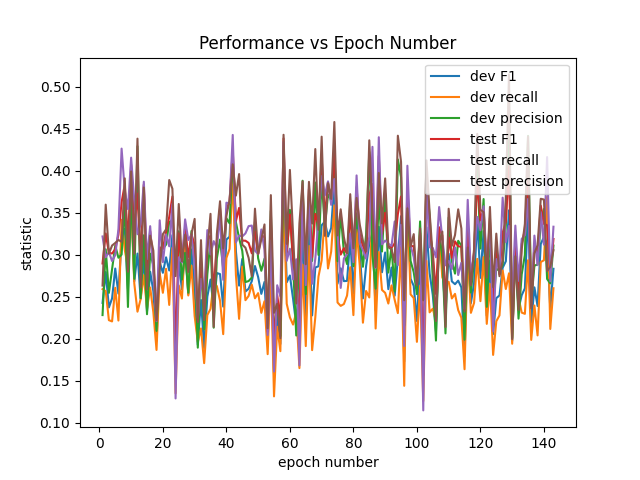 Performance vs Epoch Number
statistic
0.50
0.45
0.40
0.35
0.30
0.25
0.20
0.15
0.10
dev F1
dev recall
dev precision
test F1
test recall
test precision
0 20 40 60 80 100 120 140
epoch number